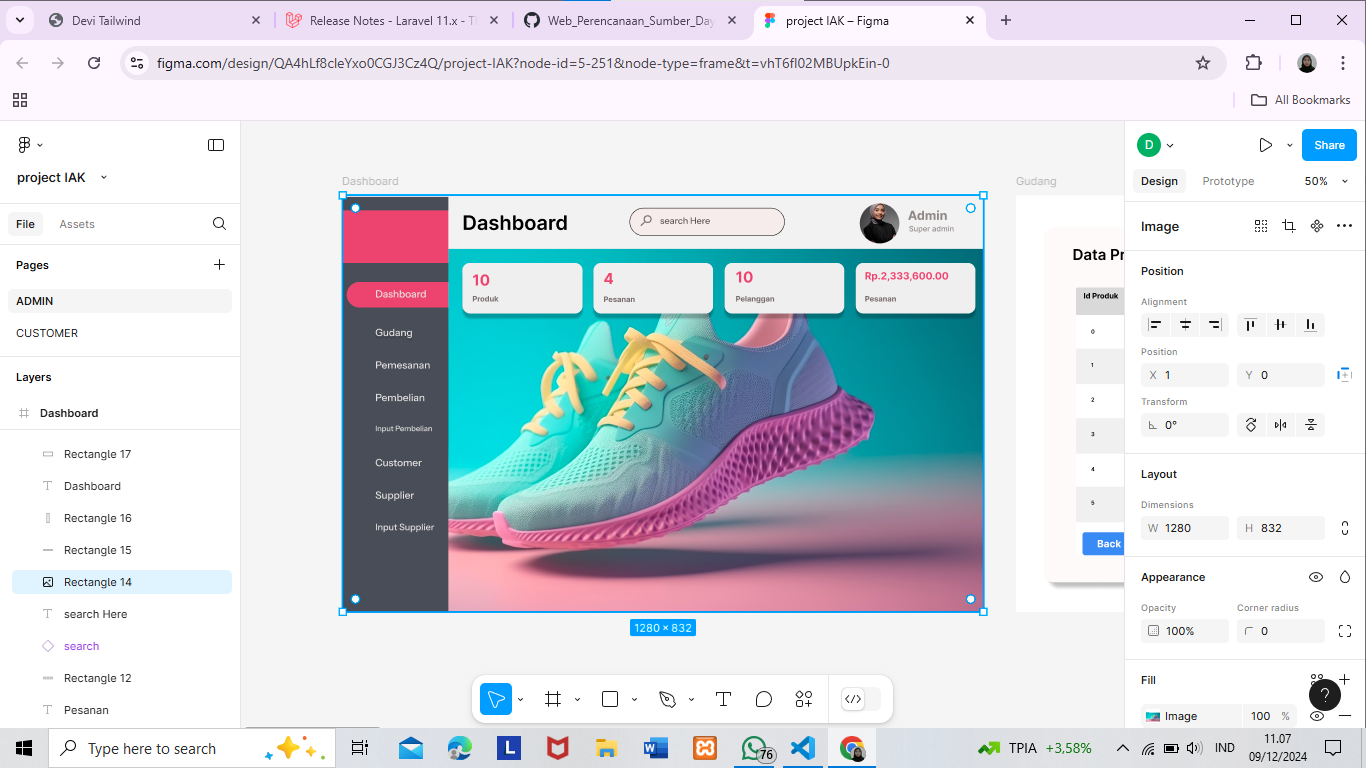 Devi Tailwind
Release Notes - Laravel 11.x - Th
Web_Perencanaan_Sumber_Day
project IAK – Figma
figma.com/design/QA4hLf8cleYxo0CGJ3Cz4Q/project-IAK?node-id=5-251&node-type=frame&t=vhT6fI02MBUpkEin-0
All Bookmarks
project IAK
File
Assets
Pages
ADMIN
CUSTOMER
Layers
Dashboard
Rectangle 17
Dashboard
Rectangle 16
Rectangle 15
Rectangle 14
search Here
search
Rectangle 12
Pesanan
Dashboard
Dashboard
search Here
Admin
Super admin
10
Produk
4
Pesanan
10
Pelanggan
Rp.2,333,600.00
Pesanan
Dashboard
Gudang
Pemesanan
Pembelian
Input Pembelian
Customer
Supplier
Input Supplier
1280 × 832
Gudang
Data Pr
Id Produk
0
1
2
3
4
5
Back
D
Share
Design
Prototype
50%
Image
Position
Alignment
Position
X 1
Y 0
Transform
0°
Layout
Dimensions
W 1280
H 832
Appearance
Opacity
Corner radius
100%
0
Fill
Image
100 %
?
Type here to search
L
W
76
TPIA +3,58%
IND
11.07
09/12/2024